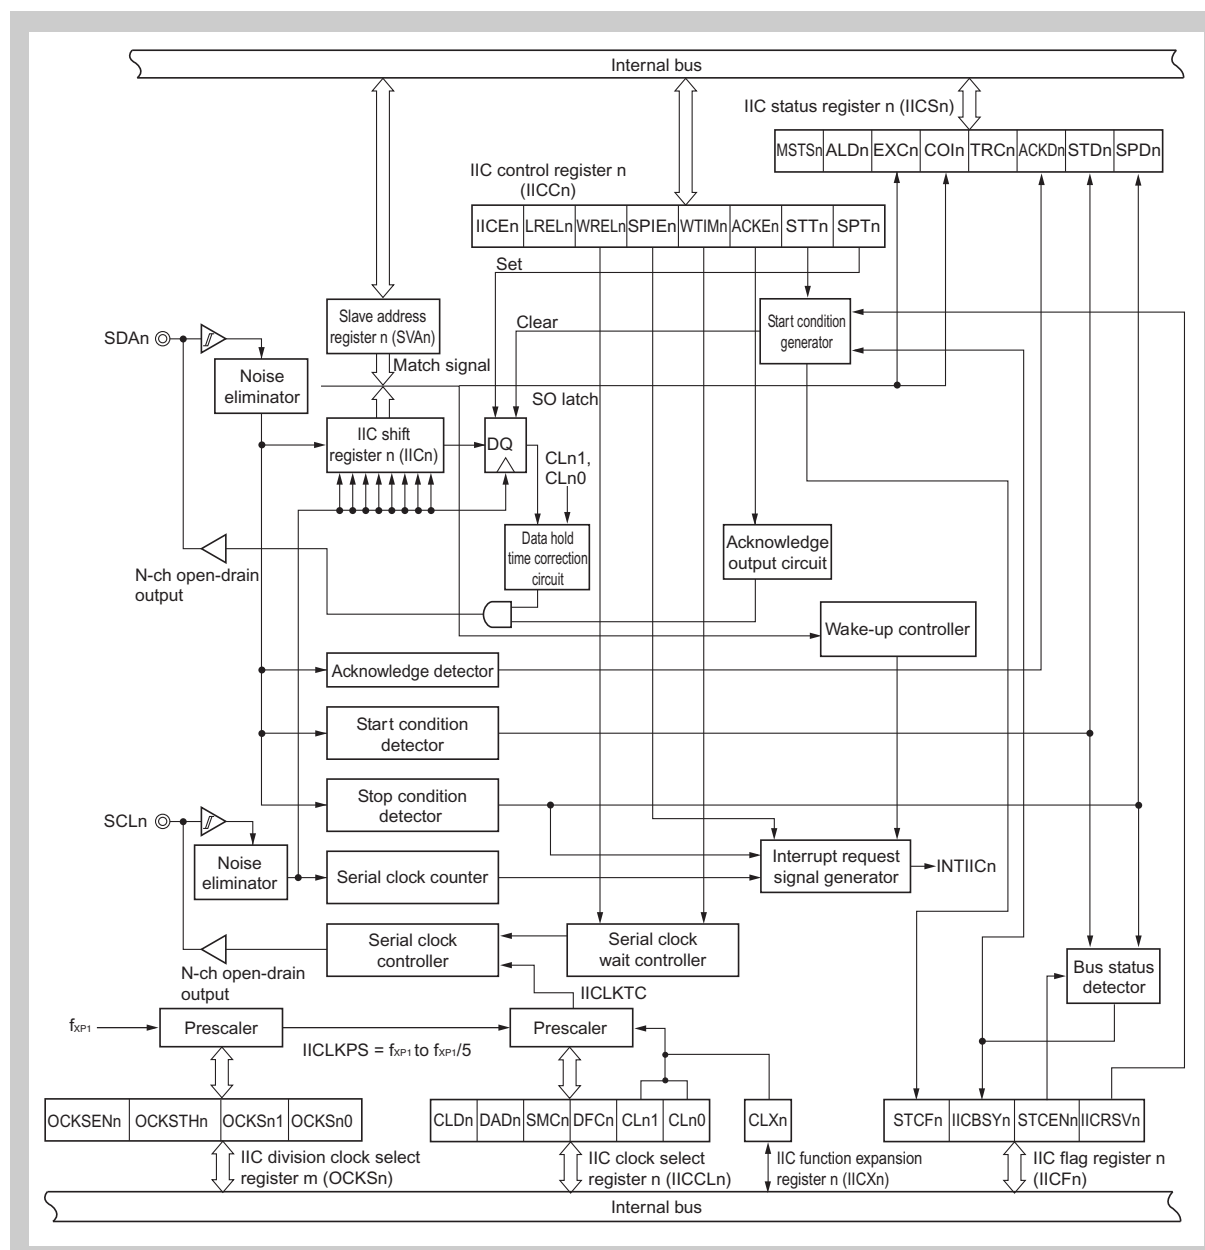 Internal bus
IIC status register n (IICSn)
MSTSn ALDn EXCn COIn TRCn ACKDn STDn SPDn
IIC control register n
(IICCn)
IICEn LRELn WRELn SPIEn WTIMn ACKEn STTn SPTn
Set
Slave address
register n (SVAn)
Start condition
generator
Clear
SDAn
Match signal
Noise
eliminator
SO latch
IIC shift
register n (IICn)
DQ
CLn1,
CLn0
Data hold
time correction
circuit
Acknowledge
output circuit
N-ch open-drain
output
Wake-up controller
Acknowledge detector
Start condition
detector
Stop condition
detector
SCLn
Noise
eliminator
Serial clock counter
Interrupt request
signal generator
INTIICn
Serial clock
controller
Serial clock
wait controller
N-ch open-drain
output
Bus status
detector
IICLKTC
fXP1
Prescaler
IICLKPS = fXP1 to fXP1/5
Prescaler
OCKSENn OCKSTHn OCKSn1 OCKSn0
CLDn DADn SMCn DFCn CLn1 CLn0
CLXn
STCFn IICBSYn STCENn IICRSVn
IIC division clock select
register m (OCKSn)
IIC clock select
register n (IICCLn)
IIC function expansion
register n (IICXn)
IIC flag register n
(IICFn)
Internal bus